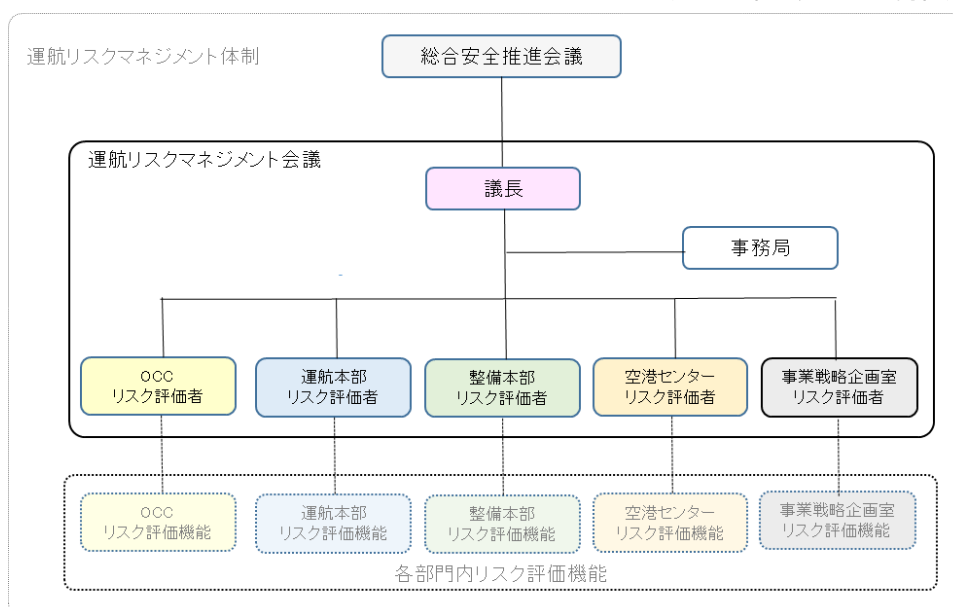 運航リスクマネジメント体制
総合安全推進会議
運航リスクマネジメント会議
議長
事務局
OCC
リスク評価者
運航本部
リスク評価者
整備本部
リスク評価者
空港センター
リスク評価者
事業戦略企画室
リスク評価者
OCC
リスク評価機能
運航本部
リスク評価機能
整備本部
リスク評価機能
空港センター
リスク評価機能
事業戦略企画室
リスク評価機能
各部門内リスク評価機能